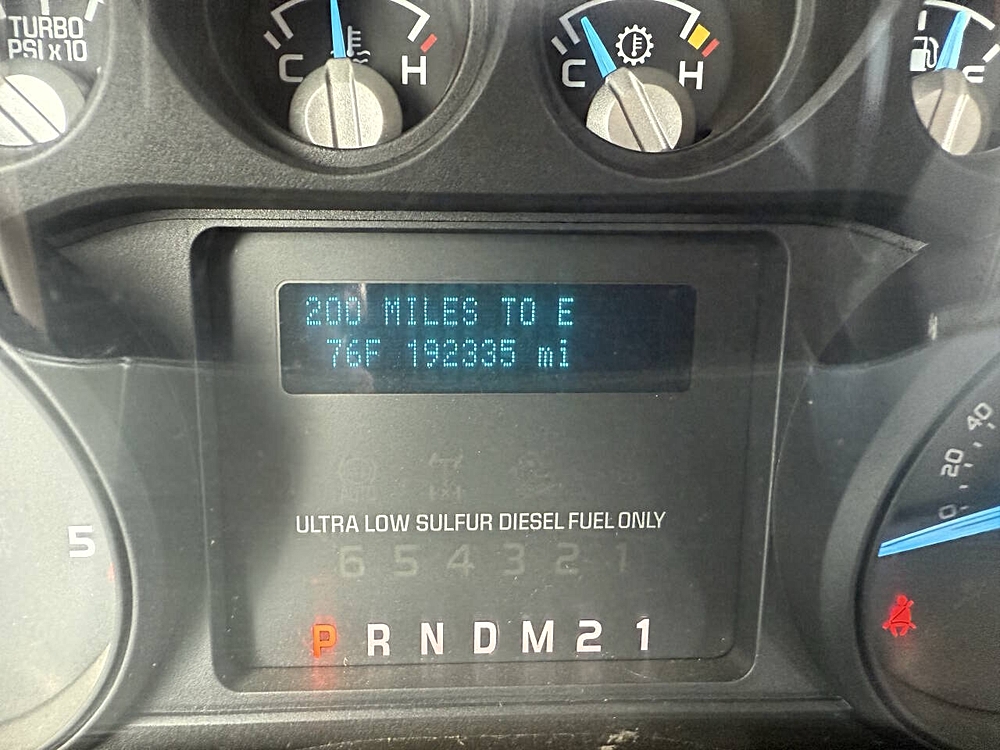 TURBO
PSI x 10
C H
C H
200 MILES TO E
76F 192335 mi
40
20
0
ULTRA LOW SULFUR DIESEL FUEL ONLY
5
6 5 4 3 2 1
P R N D M 2 1